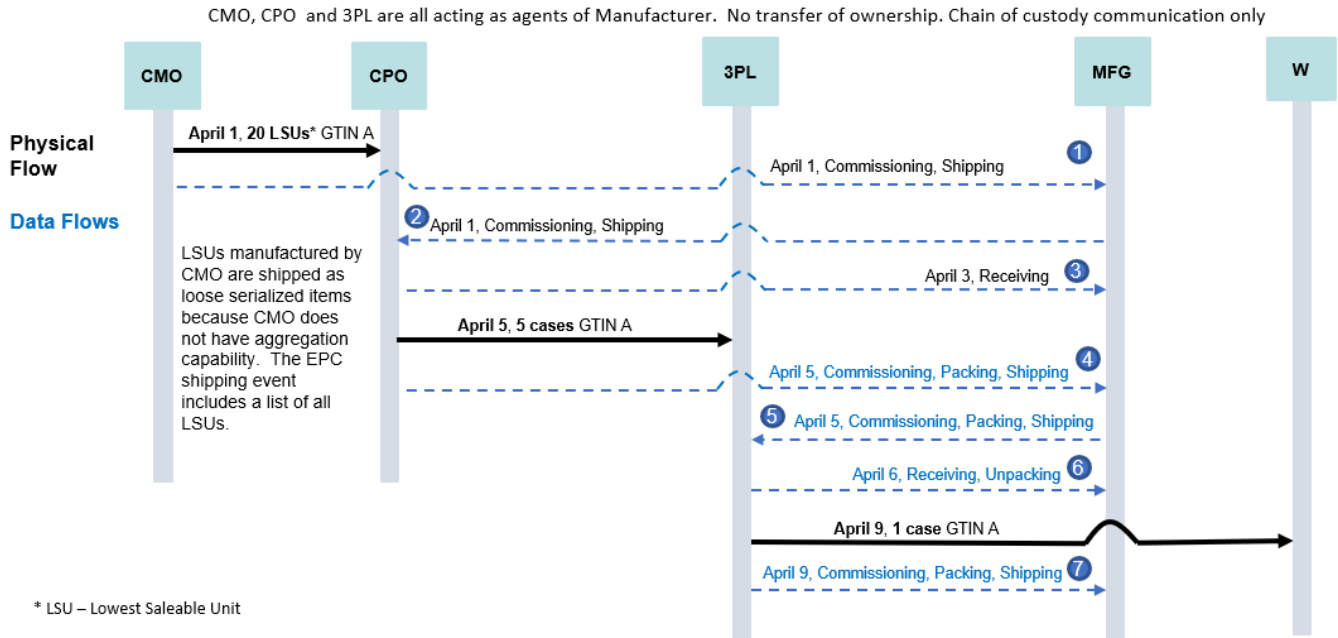 CMO, CPO  and 3PL are all acting as agents of Manufacturer.  No transfer of ownership. Chain of custody communication only
CMO
CPO
3PL
MFG
W
Physical
Flow
April 1, 20 LSUs* GTIN A
1
April 1, Commissioning, Shipping
Data Flows
2
April 1, Commissioning, Shipping
LSUs manufactured by
CMO are shipped as
loose serialized items
because CMO does
not have aggregation
capability.  The EPC
shipping event
includes a list of all
LSUs.
April 3, Receiving
3
April 5, 5 cases GTIN A
4
April 5, Commissioning, Packing, Shipping
5
April 5, Commissioning, Packing, Shipping
April 6, Receiving, Unpacking
6
April 9, 1 case GTIN A
April 9, Commissioning, Packing, Shipping
7
* LSU – Lowest Saleable Unit